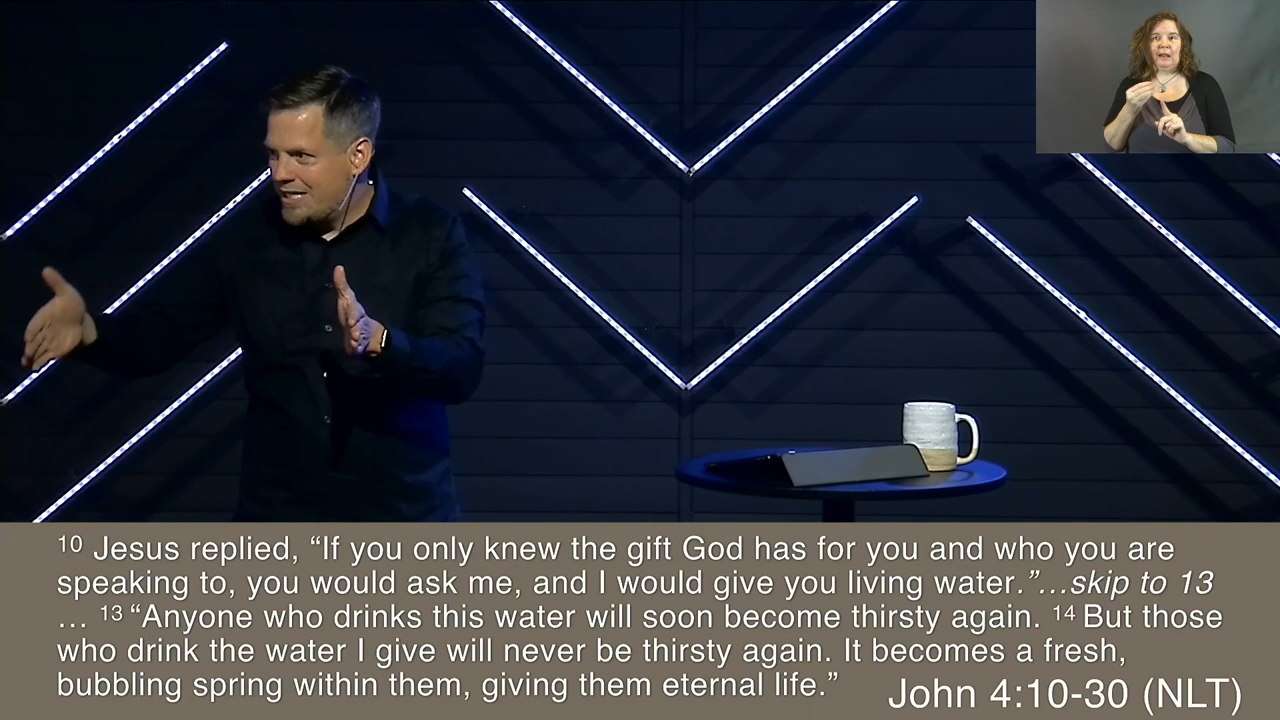 10 Jesus replied, “If you only knew the gift God has for you and who you are
speaking to, you would ask me, and I would give you living water.”…skip to 13
… 13 “Anyone who drinks this water will soon become thirsty again. 14 But those
who drink the water I give will never be thirsty again. It becomes a fresh,
bubbling spring within them, giving them eternal life.”
John 4:10-30 (NLT)